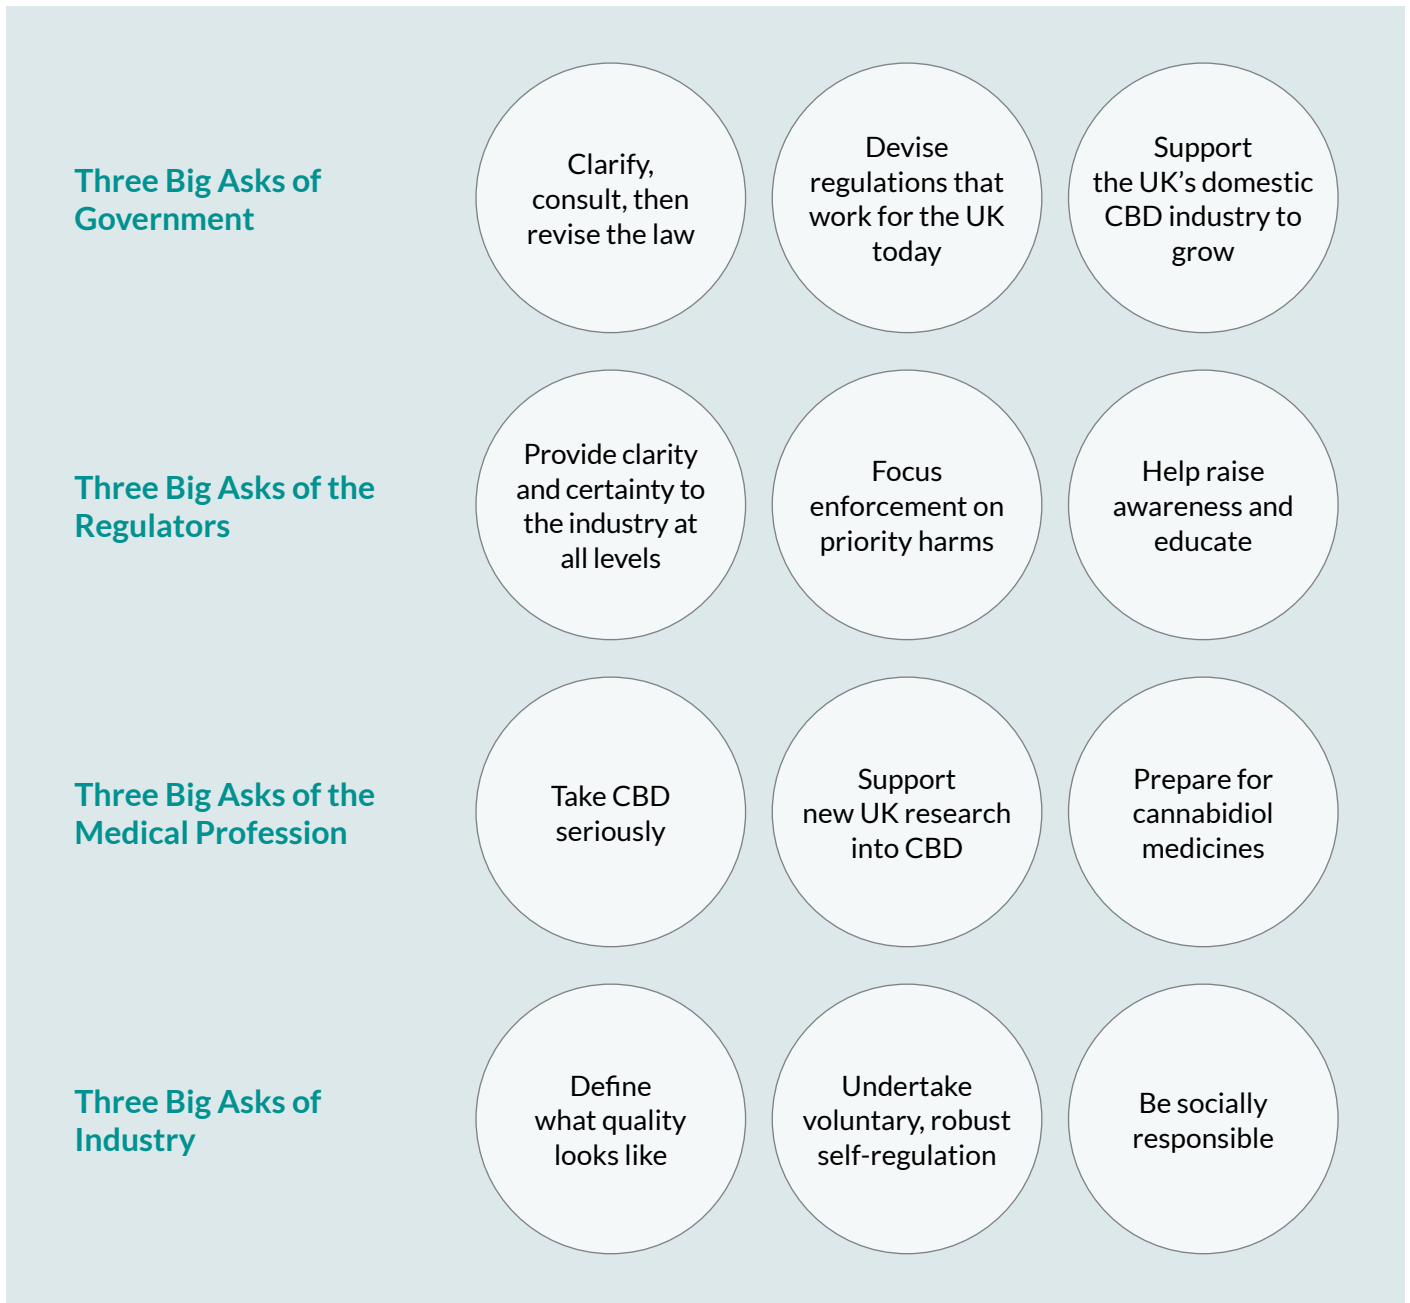 Three Big Asks of
Government
Clarify,
consult, then
revise the law
Devise
regulations that
work for the UK
today
Support
the UK’s domestic
CBD industry to
grow
Three Big Asks of the
Regulators
Provide clarity
and certainty to
the industry at
all levels
Focus
enforcement on
priority harms
Help raise
awareness and
educate
Three Big Asks of the
Medical Profession
Take CBD
seriously
Support
new UK research
into CBD
Prepare for
cannabidiol
medicines
Three Big Asks of
Industry
Define
what quality
looks like
Undertake
voluntary, robust
self-regulation
Be socially
responsible